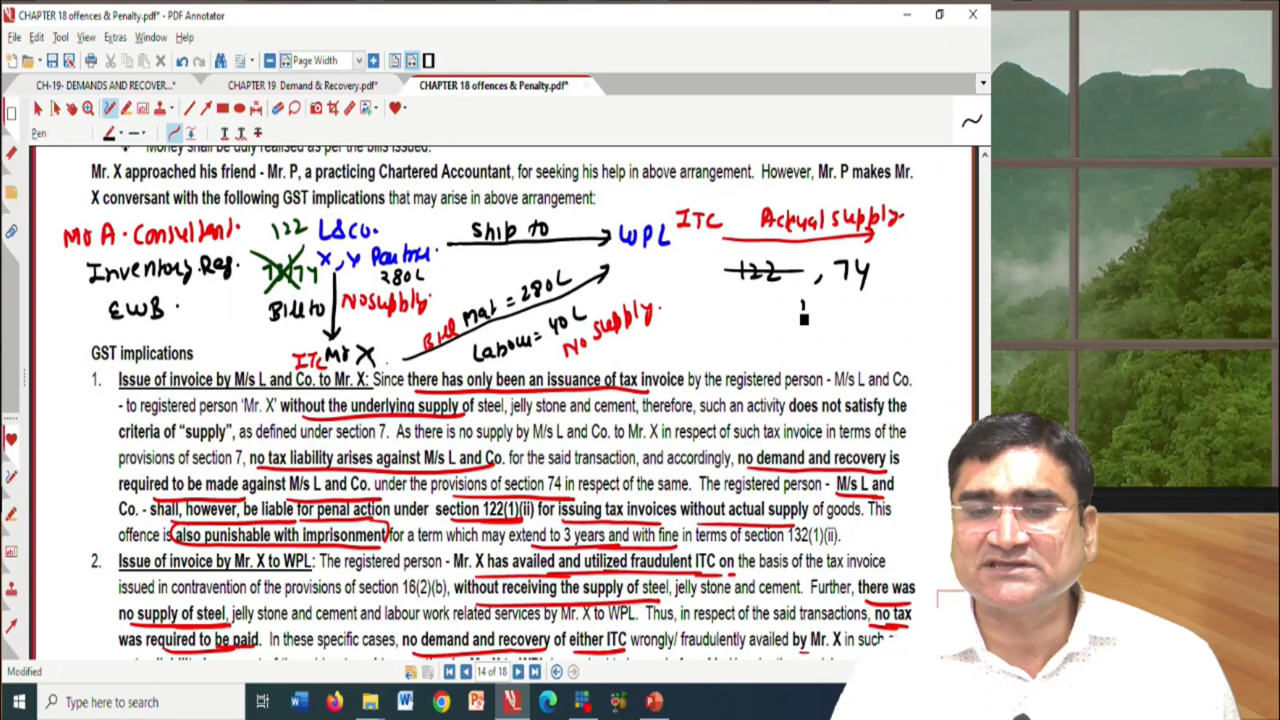 CHAPTER 18 offences & Penalty.pdf* - PDF Annotator
File Edit Tool View Extras Window Help
Page Width
CH-19- DEMANDS AND RECOVER...* CHAPTER 19 Demand & Recovery.pdf* CHAPTER 18 offences & Penalty.pdf*
Pen
Money shall be duly realised as per the bills issued.
Mr. X approached his friend - Mr. P, a practicing Chartered Accountant, for seeking his help in above arrangement. However, Mr. P makes Mr.
X conversant with the following GST implications that may arise in above arrangement:
Mr A. Consultant. 122 L&Co. Ship to WPL ITC Actual supply
Inventory Reg. 74 X, Y Partner 280L 122, 74
EWB. Bill to No supply Bill Mat = 280L
Labour = 40L No supply.
ITC Mr X
GST implications
1. Issue of invoice by M/s L and Co. to Mr. X: Since there has only been an issuance of tax invoice by the registered person - M/s L and Co.
- to registered person 'Mr. X' without the underlying supply of steel, jelly stone and cement, therefore, such an activity does not satisfy the
criteria of “supply”, as defined under section 7. As there is no supply by M/s L and Co. to Mr. X in respect of such tax invoice in terms of the
provisions of section 7, no tax liability arises against M/s L and Co. for the said transaction, and accordingly, no demand and recovery is
required to be made against M/s L and Co. under the provisions of section 74 in respect of the same. The registered person - M/s L and
Co. - shall, however, be liable for penal action under section 122(1)(ii) for issuing tax invoices without actual supply of goods. This
offence is also punishable with imprisonment for a term which may extend to 3 years and with fine in terms of section 132(1)(ii).
2. Issue of invoice by Mr. X to WPL: The registered person - Mr. X has availed and utilized fraudulent ITC on the basis of the tax invoice
issued in contravention of the provisions of section 16(2)(b), without receiving the supply of steel, jelly stone and cement. Further, there was
no supply of steel, jelly stone and cement and labour work related services by Mr. X to WPL. Thus, in respect of the said transactions, no tax
was required to be paid. In these specific cases, no demand and recovery of either ITC wrongly/ fraudulently availed by Mr. X in such
Modified 14 of 18
Type here to search